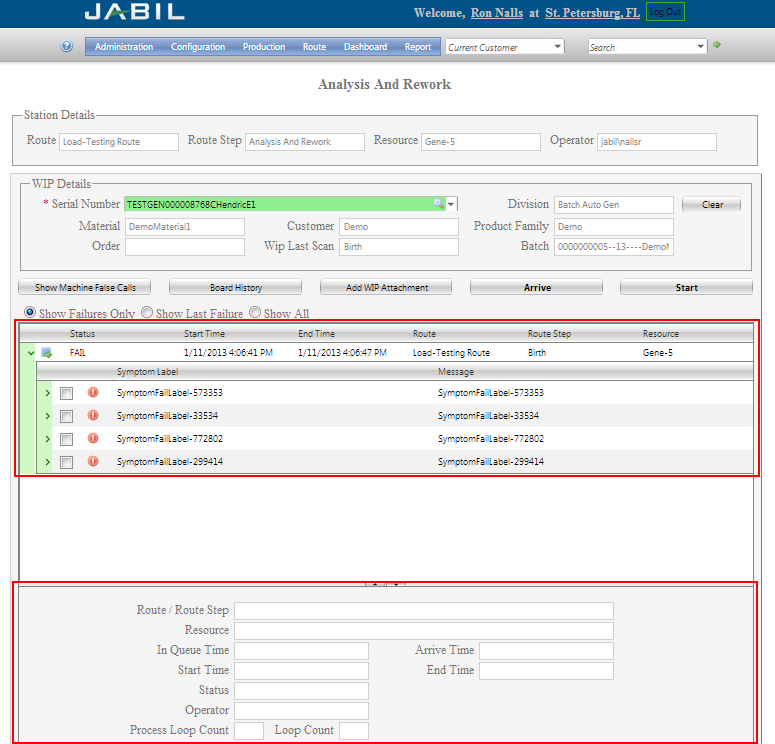 JABIL
Welcome, Ron Nalls at St. Petersburg, FL Log Out
Administration Configuration Production Route Dashboard Report Current Customer Search
Analysis And Rework
Station Details
Route Load-Testing Route Route Step Analysis And Rework Resource Gene-5 Operator jabil\nallsr
WIP Details
* Serial Number TESTGEN000008768CHendricE1 Division Batch Auto Gen Clear
Material DemoMaterial1 Customer Demo Product Family Demo
Order Wip Last Scan Birth Batch 0000000005--13----Demo
Show Machine False Calls Board History Add WIP Attachment Arrive Start
Show Failures Only Show Last Failure Show All
Status Start Time End Time Route Route Step Resource
FAIL 1/11/2013 4:06:41 PM 1/11/2013 4:06:47 PM Load-Testing Route Birth Gene-5
Symptom Label Message
SymptomFailLabel-573353 SymptomFailLabel-573353
SymptomFailLabel-33534 SymptomFailLabel-33534
SymptomFailLabel-772802 SymptomFailLabel-772802
SymptomFailLabel-299414 SymptomFailLabel-299414
Route / Route Step
Resource
In Queue Time Arrive Time
Start Time End Time
Status
Operator
Process Loop Count Loop Count